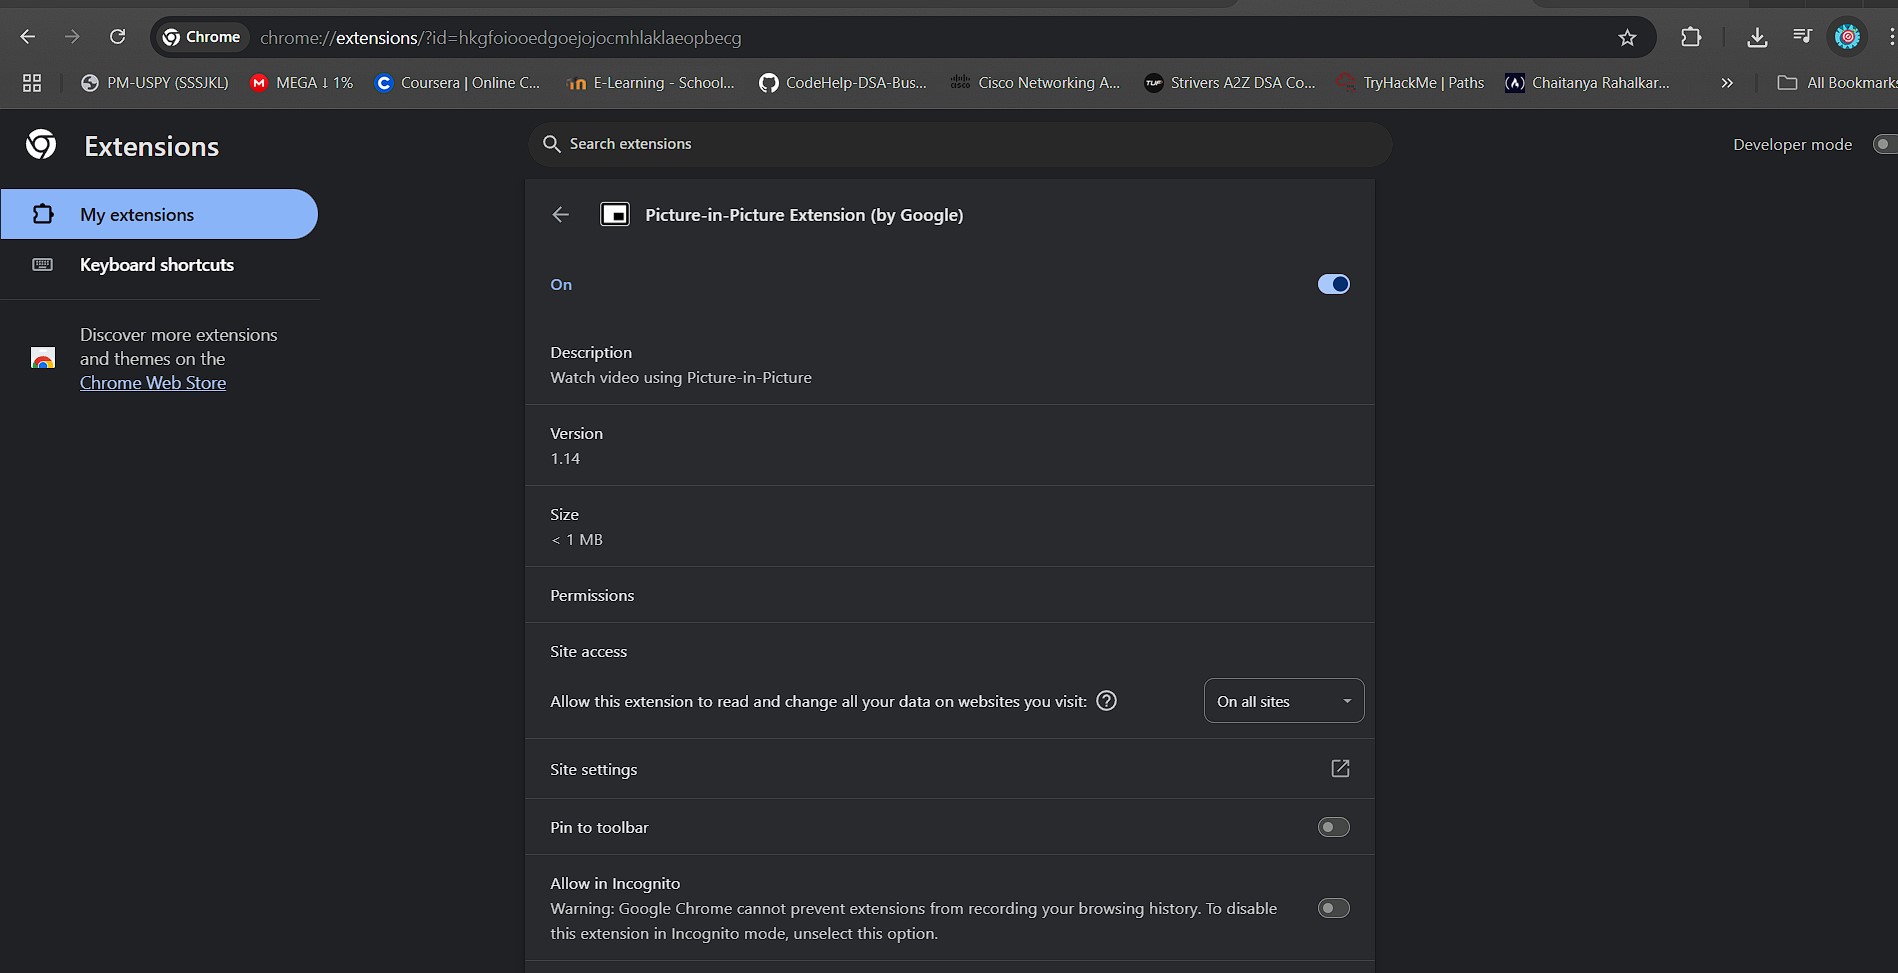 Chrome
chrome://extensions/?id=hkgfoiooedgoejojocmhlaklaeopbecg
PM-USPY (SSSJKL)
MEGA ↓ 1%
Coursera | Online C...
E-Learning - School...
CodeHelp-DSA-Bus...
Cisco Networking A...
Strivers A2Z DSA Co...
TryHackMe | Paths
Chaitanya Rahalkar...
»
All Bookmarks
Extensions
Search extensions
Developer mode
My extensions
Keyboard shortcuts
Discover more extensions
and themes on the
Chrome Web Store
Picture-in-Picture Extension (by Google)
On
Description
Watch video using Picture-in-Picture
Version
1.14
Size
< 1 MB
Permissions
Site access
Allow this extension to read and change all your data on websites you visit:
On all sites
Site settings
Pin to toolbar
Allow in Incognito
Warning: Google Chrome cannot prevent extensions from recording your browsing history. To disable
this extension in Incognito mode, unselect this option.